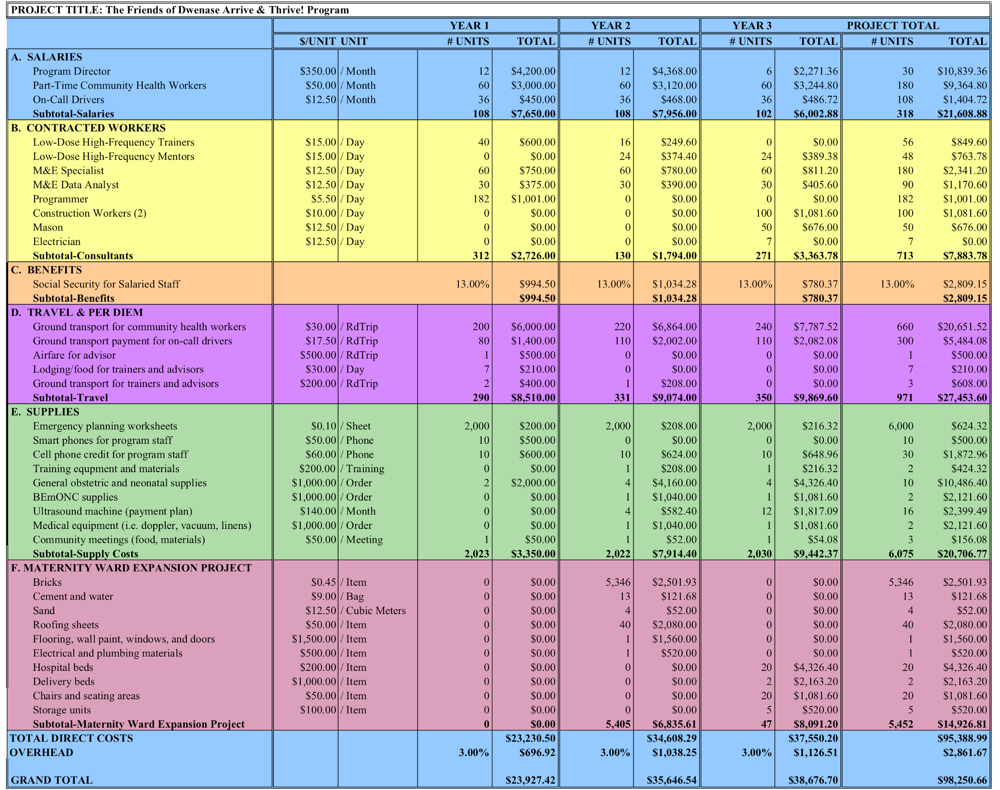 PROJECT TITLE: The Friends of Dwenase Arrive & Thrive! Program
YEAR 1 YEAR 2 YEAR 3 PROJECT TOTAL
$/UNIT UNIT # UNITS TOTAL # UNITS TOTAL # UNITS TOTAL # UNITS TOTAL
A. SALARIES
Program Director $350.00 / Month 12 $4,200.00 12 $4,368.00 6 $2,271.36 30 $10,839.36
Part-Time Community Health Workers $50.00 / Month 60 $3,000.00 60 $3,120.00 60 $3,244.80 180 $9,364.80
On-Call Drivers $12.50 / Month 36 $450.00 36 $468.00 36 $486.72 108 $1,404.72
Subtotal-Salaries 108 $7,650.00 108 $7,956.00 102 $6,002.88 318 $21,608.88
B. CONTRACTED WORKERS
Low-Dose High-Frequency Trainers $15.00 / Day 40 $600.00 16 $249.60 0 $0.00 56 $849.60
Low-Dose High-Frequency Mentors $15.00 / Day 0 $0.00 24 $374.40 24 $389.38 48 $763.78
M&E Specialist $12.50 / Day 60 $750.00 60 $780.00 60 $811.20 180 $2,341.20
M&E Data Analyst $12.50 / Day 30 $375.00 30 $390.00 30 $405.60 90 $1,170.60
Programmer $5.50 / Day 182 $1,001.00 0 $0.00 0 $0.00 182 $1,001.00
Construction Workers (2) $10.00 / Day 0 $0.00 0 $0.00 100 $1,081.60 100 $1,081.60
Mason $12.50 / Day 0 $0.00 0 $0.00 50 $676.00 50 $676.00
Electrician $12.50 / Day 0 $0.00 0 $0.00 7 $0.00 7 $0.00
Subtotal-Consultants 312 $2,726.00 130 $1,794.00 271 $3,363.78 713 $7,883.78
C. BENEFITS
Social Security for Salaried Staff 13.00% $994.50 13.00% $1,034.28 13.00% $780.37 13.00% $2,809.15
Subtotal-Benefits $994.50 $1,034.28 $780.37 $2,809.15
D. TRAVEL & PER DIEM
Ground transport for community health workers $30.00 / RdTrip 200 $6,000.00 220 $6,864.00 240 $7,787.52 660 $20,651.52
Ground transport payment for on-call drivers $17.50 / RdTrip 80 $1,400.00 110 $2,002.00 110 $2,082.08 300 $5,484.08
Airfare for advisor $500.00 / RdTrip 1 $500.00 0 $0.00 0 $0.00 1 $500.00
Lodging/food for trainers and advisors $30.00 / Day 7 $210.00 0 $0.00 0 $0.00 7 $210.00
Ground transport for trainers and advisors $200.00 / RdTrip 2 $400.00 1 $208.00 0 $0.00 3 $608.00
Subtotal-Travel 290 $8,510.00 331 $9,074.00 350 $9,869.60 971 $27,453.60
E. SUPPLIES
Emergency planning worksheets $0.10 / Sheet 2,000 $200.00 2,000 $208.00 2,000 $216.32 6,000 $624.32
Smart phones for program staff $50.00 / Phone 10 $500.00 0 $0.00 0 $0.00 10 $500.00
Cell phone credit for program staff $60.00 / Phone 10 $600.00 10 $624.00 10 $648.96 30 $1,872.96
Training equpment and materials $200.00 / Training 0 $0.00 1 $208.00 1 $216.32 2 $424.32
General obstetric and neonatal supplies $1,000.00 / Order 2 $2,000.00 4 $4,160.00 4 $4,326.40 10 $10,486.40
BEmONC supplies $1,000.00 / Order 0 $0.00 1 $1,040.00 1 $1,081.60 2 $2,121.60
Ultrasound machine (payment plan) $140.00 / Month 0 $0.00 4 $582.40 12 $1,817.09 16 $2,399.49
Medical equipment (i.e. doppler, vacuum, linens) $1,000.00 / Order 0 $0.00 1 $1,040.00 1 $1,081.60 2 $2,121.60
Community meetings (food, materials) $50.00 / Meeting 1 $50.00 1 $52.00 1 $54.08 3 $156.08
Subtotal-Supply Costs 2,023 $3,350.00 2,022 $7,914.40 2,030 $9,442.37 6,075 $20,706.77
F. MATERNITY WARD EXPANSION PROJECT
Bricks $0.45 / Item 0 $0.00 5,346 $2,501.93 0 $0.00 5,346 $2,501.93
Cement and water $9.00 / Bag 0 $0.00 13 $121.68 0 $0.00 13 $121.68
Sand $12.50 / Cubic Meters 0 $0.00 4 $52.00 0 $0.00 4 $52.00
Roofing sheets $50.00 / Item 0 $0.00 40 $2,080.00 0 $0.00 40 $2,080.00
Flooring, wall paint, windows, and doors $1,500.00 / Item 0 $0.00 1 $1,560.00 0 $0.00 1 $1,560.00
Electrical and plumbing materials $500.00 / Item 0 $0.00 1 $520.00 0 $0.00 1 $520.00
Hospital beds $200.00 / Item 0 $0.00 0 $0.00 20 $4,326.40 20 $4,326.40
Delivery beds $1,000.00 / Item 0 $0.00 0 $0.00 2 $2,163.20 2 $2,163.20
Chairs and seating areas $50.00 / Item 0 $0.00 0 $0.00 20 $1,081.60 20 $1,081.60
Storage units $100.00 / Item 0 $0.00 0 $0.00 5 $520.00 5 $520.00
Subtotal-Maternity Ward Expansion Project 0 $0.00 5,405 $6,835.61 47 $8,091.20 5,452 $14,926.81
TOTAL DIRECT COSTS $23,230.50 $34,608.29 $37,550.20 $95,388.99
OVERHEAD 3.00% $696.92 3.00% $1,038.25 3.00% $1,126.51 $2,861.67
GRAND TOTAL $23,927.42 $35,646.54 $38,676.70 $98,250.66